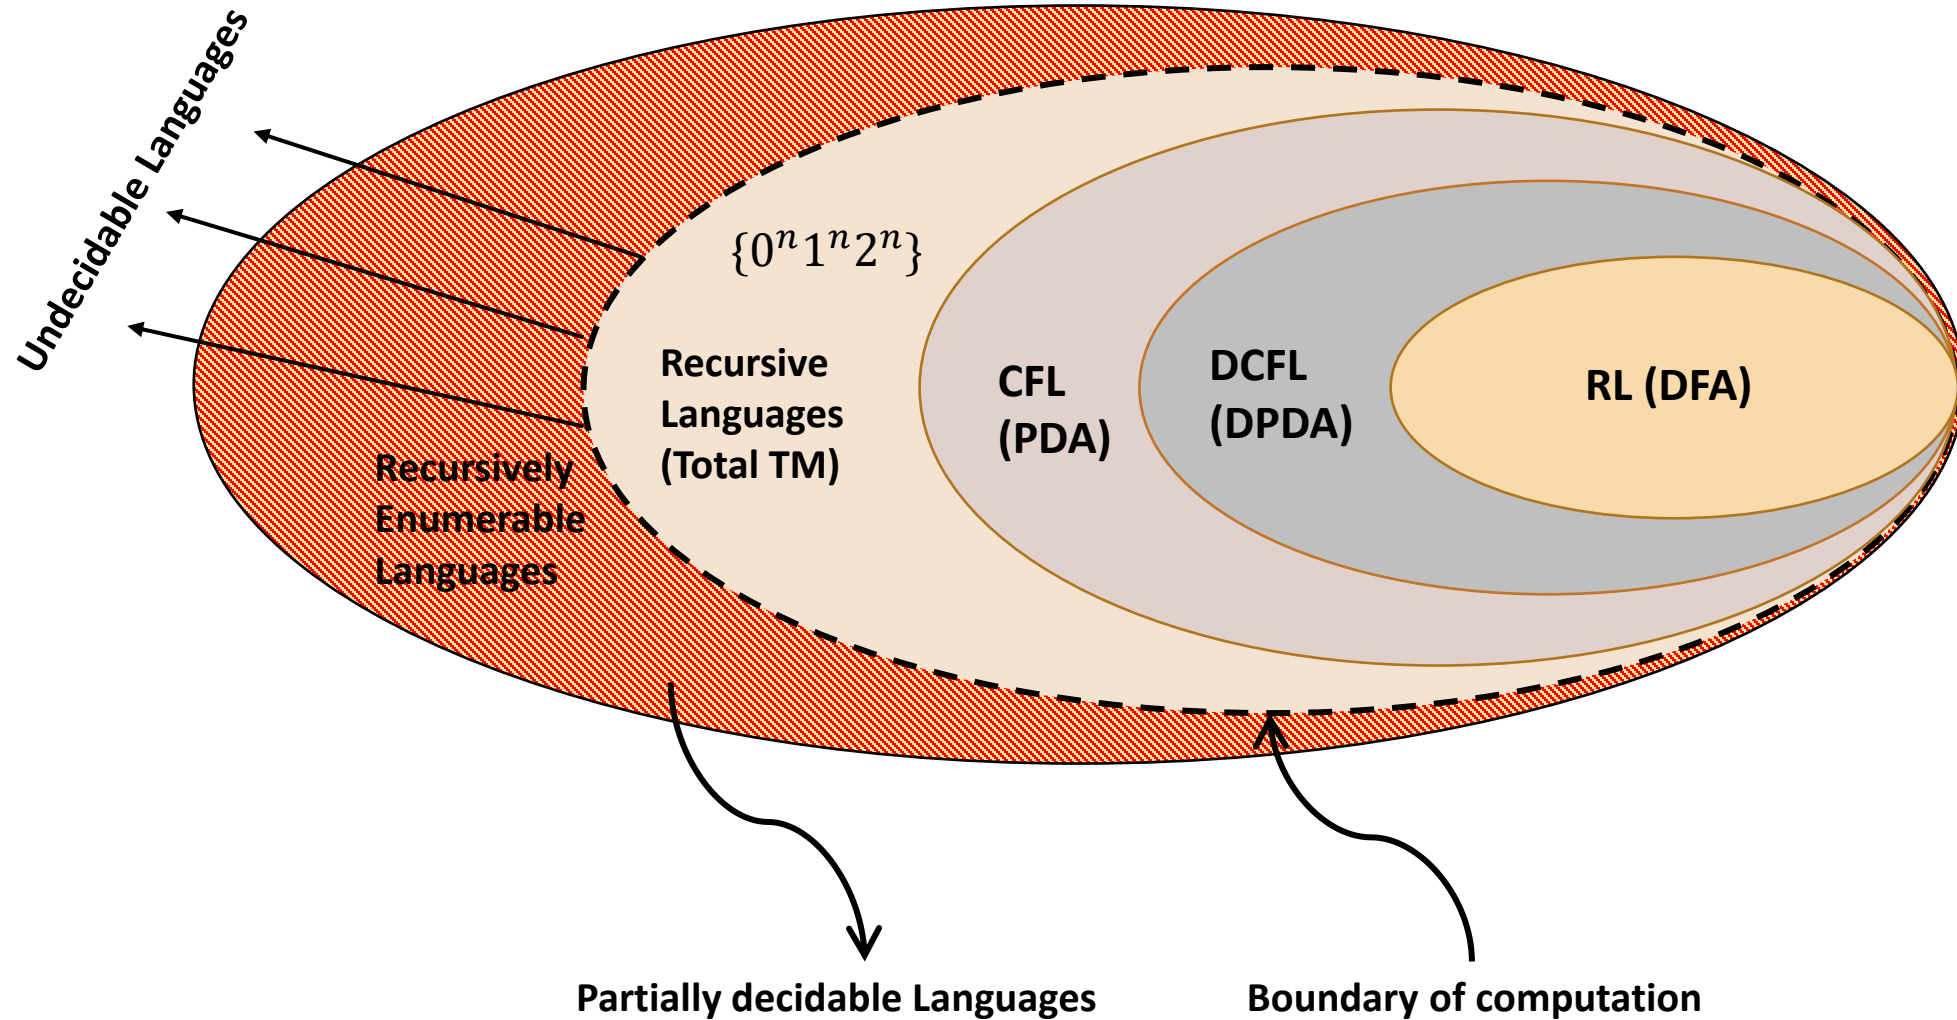 Undecidable Languages
{0ⁿ1ⁿ2ⁿ}
Recursive
Languages
(Total TM)
CFL
(PDA)
DCFL
(DPDA)
RL (DFA)
Recursively
Enumerable
Languages
Partially decidable Languages
Boundary of computation